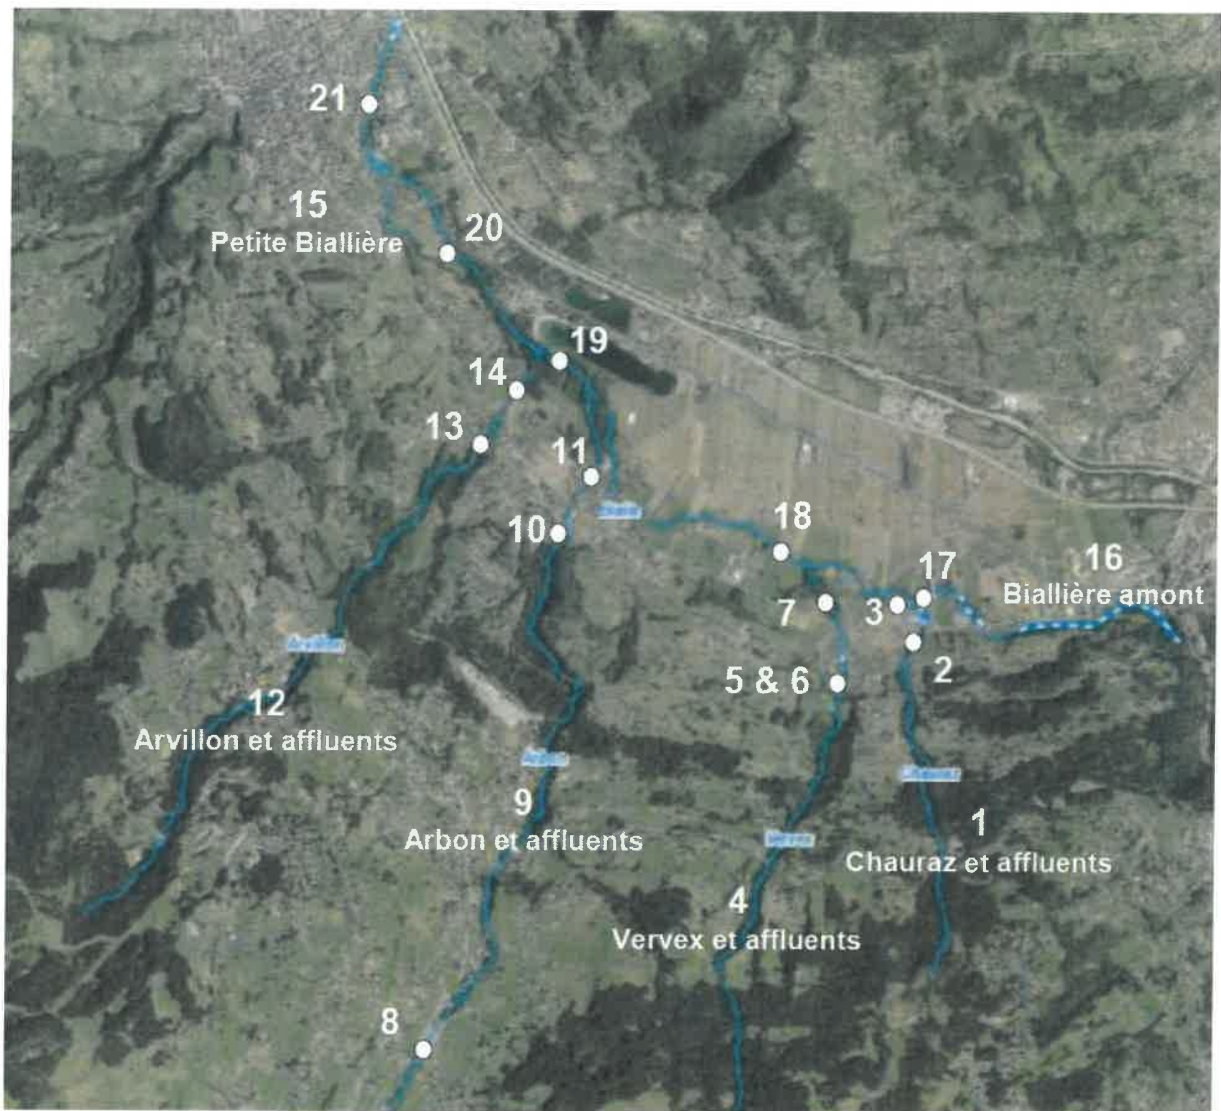 21
15
Petite Biallière
20
19
14
13
11
10
18
17
16
Biallière amont
7
3
2
5 & 6
Arvillon
12
Arvillon et affluents
Arbon
9
Arbon et affluents
Chauraz
1
Chauraz et affluents
Vervex
4
Vervex et affluents
8